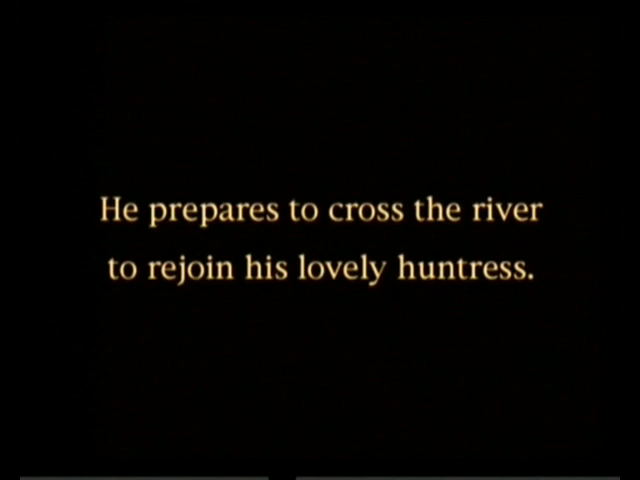 He prepares to cross the river
to rejoin his lovely huntress.